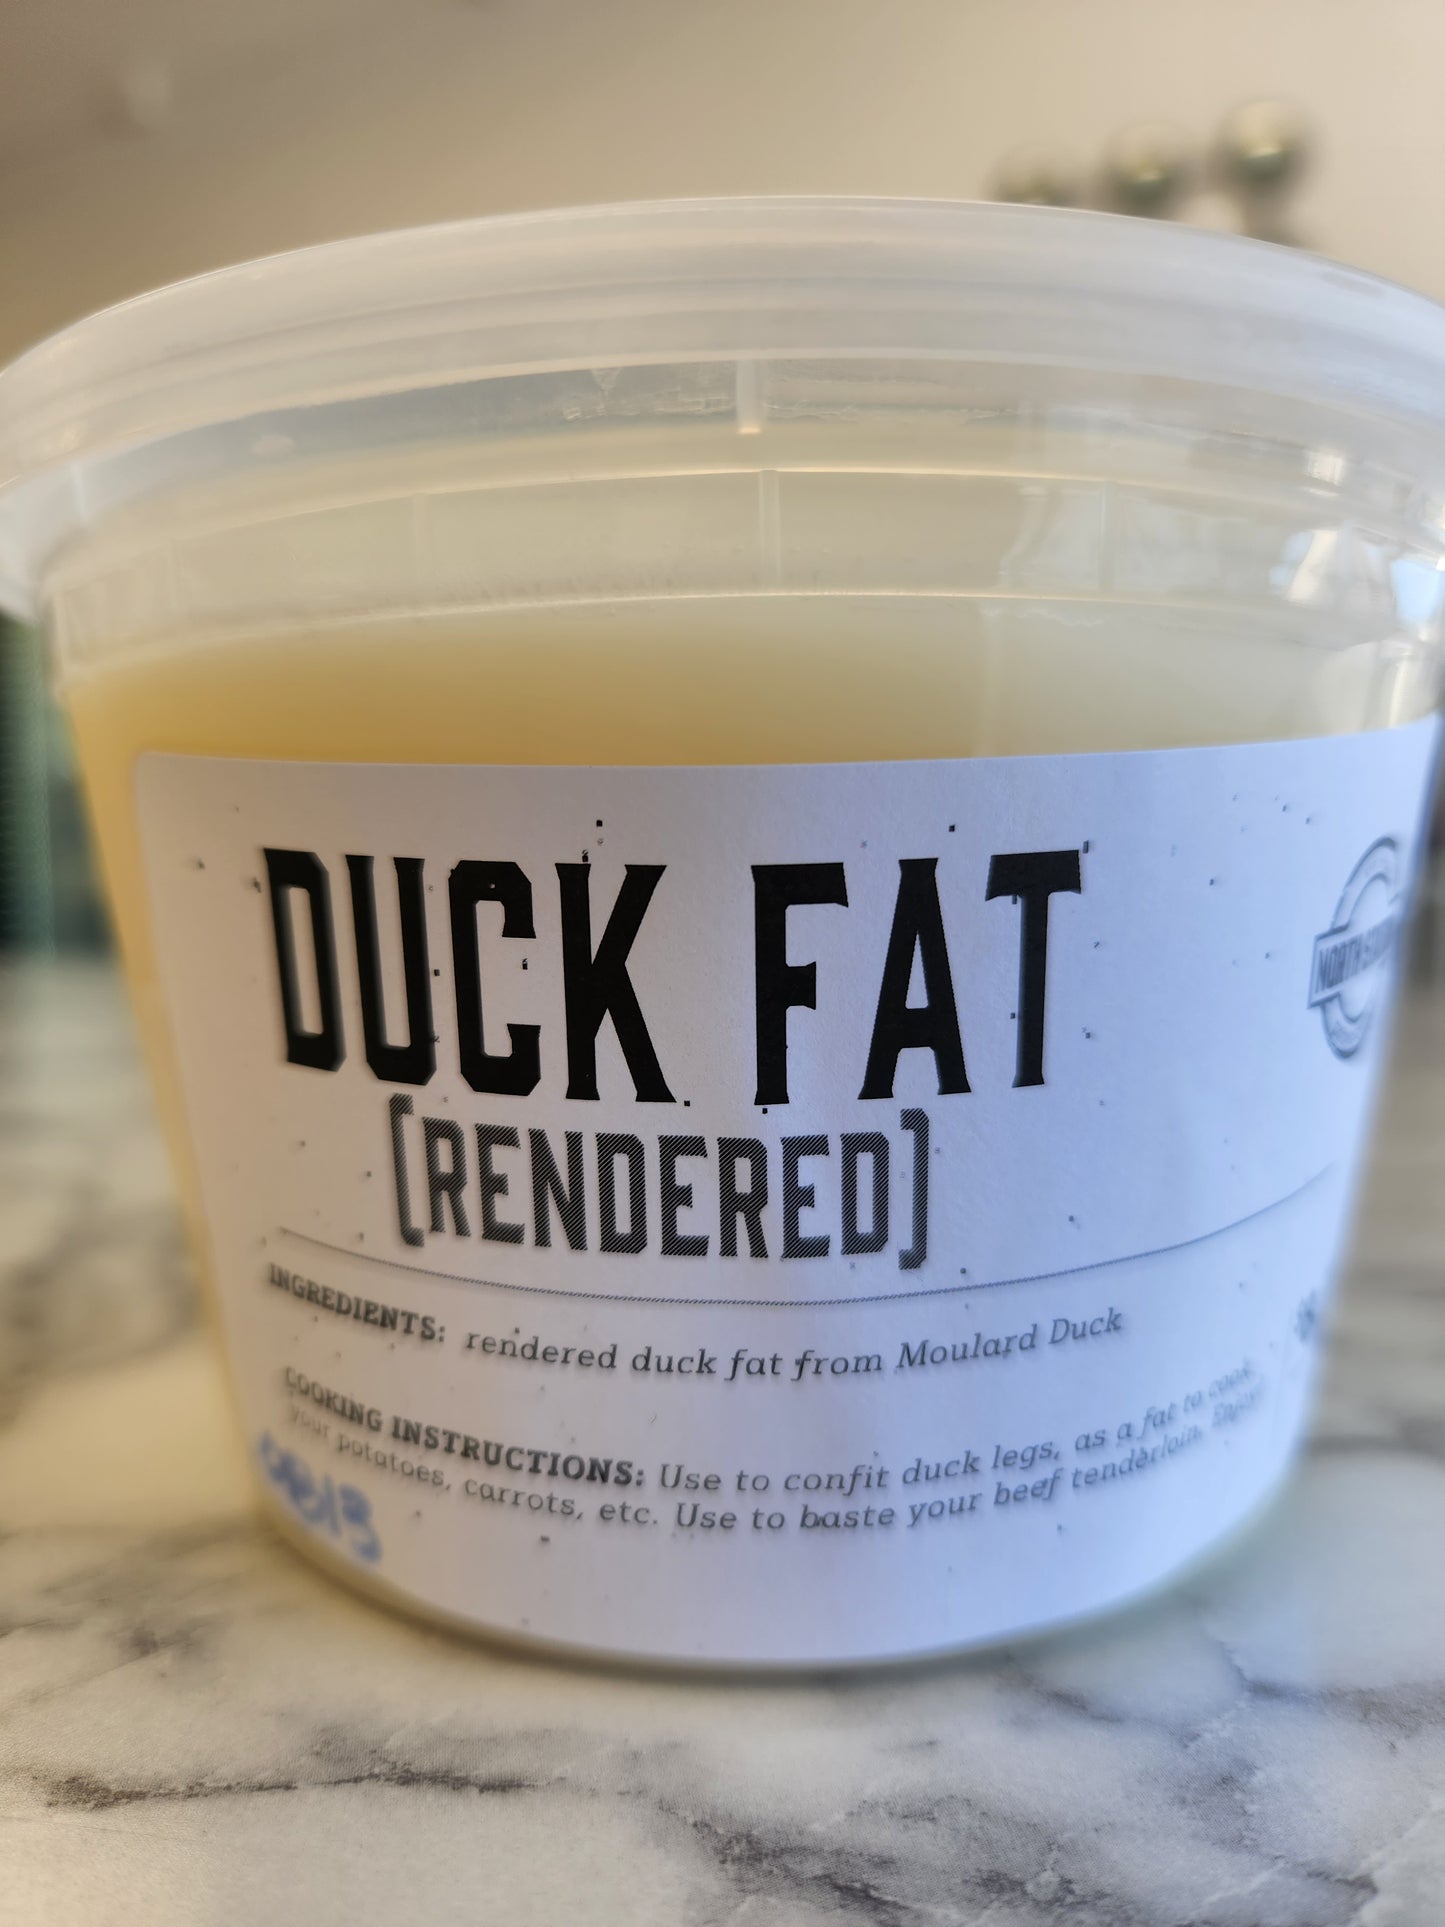 DUCK FAT
[RENDERED]
INGREDIENTS: rendered duck fat from Moulard Duck
COOKING INSTRUCTIONS: Use to confit duck legs, as a fat to cook
your potatoes, carrots, etc. Use to baste your beef tenderloin. Enjoy!
NORTH